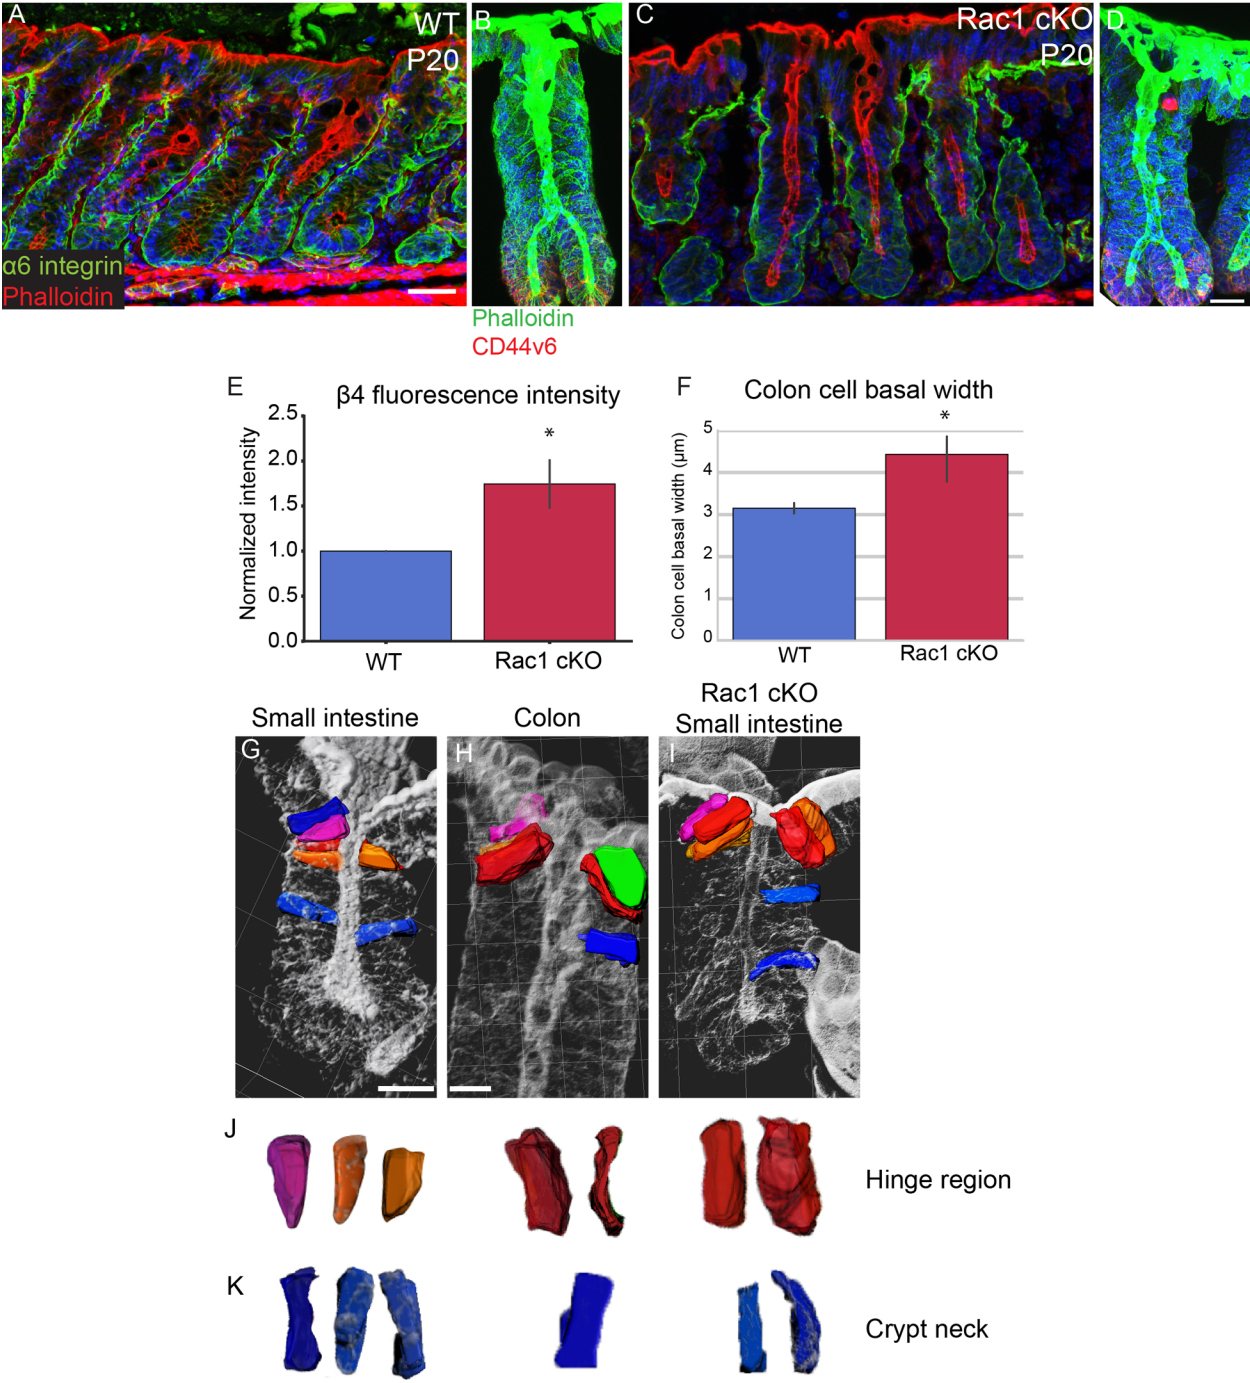 A
WT
P20
α6 integrin
Phalloidin
B
Phalloidin
CD44v6
C
Rac1 cKO
P20
D
E
β4 fluorescence intensity
Normalized intensity
2.5
*
2.0
1.5
1.0
0.5
0.0
WT
Rac1 cKO
F
Colon cell basal width
Colon cell basal width (μm)
*
5
4
3
2
1
0
WT
Rac1 cKO
Small intestine
G
Colon
H
Rac1 cKO
Small intestine
I
J
Hinge region
K
Crypt neck